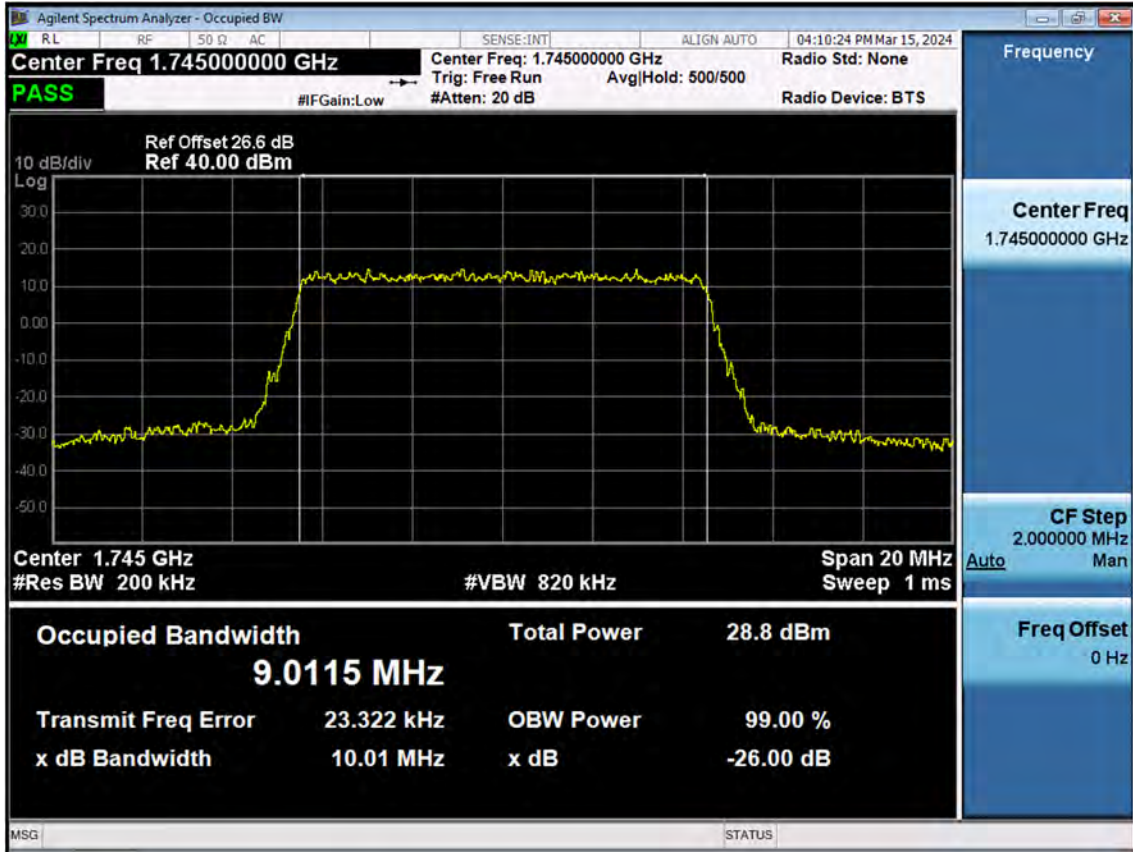 Agilent Spectrum Analyzer - Occupied BW
LXI RL RF 50 Ω AC SENSE:INT ALIGN AUTO 04:10:24 PM Mar 15, 2024
Center Freq 1.745000000 GHz Center Freq: 1.745000000 GHz Radio Std: None
Trig: Free Run Avg|Hold: 500/500
PASS #IFGain:Low #Atten: 20 dB Radio Device: BTS
Ref Offset 26.6 dB
10 dB/div Ref 40.00 dBm
Log
30.0
20.0
10.0
0.00
-10.0
-20.0
-30.0
-40.0
-50.0
Center 1.745 GHz Span 20 MHz
#Res BW 200 kHz #VBW 820 kHz Sweep 1 ms
Occupied Bandwidth Total Power 28.8 dBm
9.0115 MHz
Transmit Freq Error 23.322 kHz OBW Power 99.00 %
x dB Bandwidth 10.01 MHz x dB -26.00 dB
MSG STATUS
Frequency
Center Freq
1.745000000 GHz
CF Step
2.000000 MHz
Auto Man
Freq Offset
0 Hz